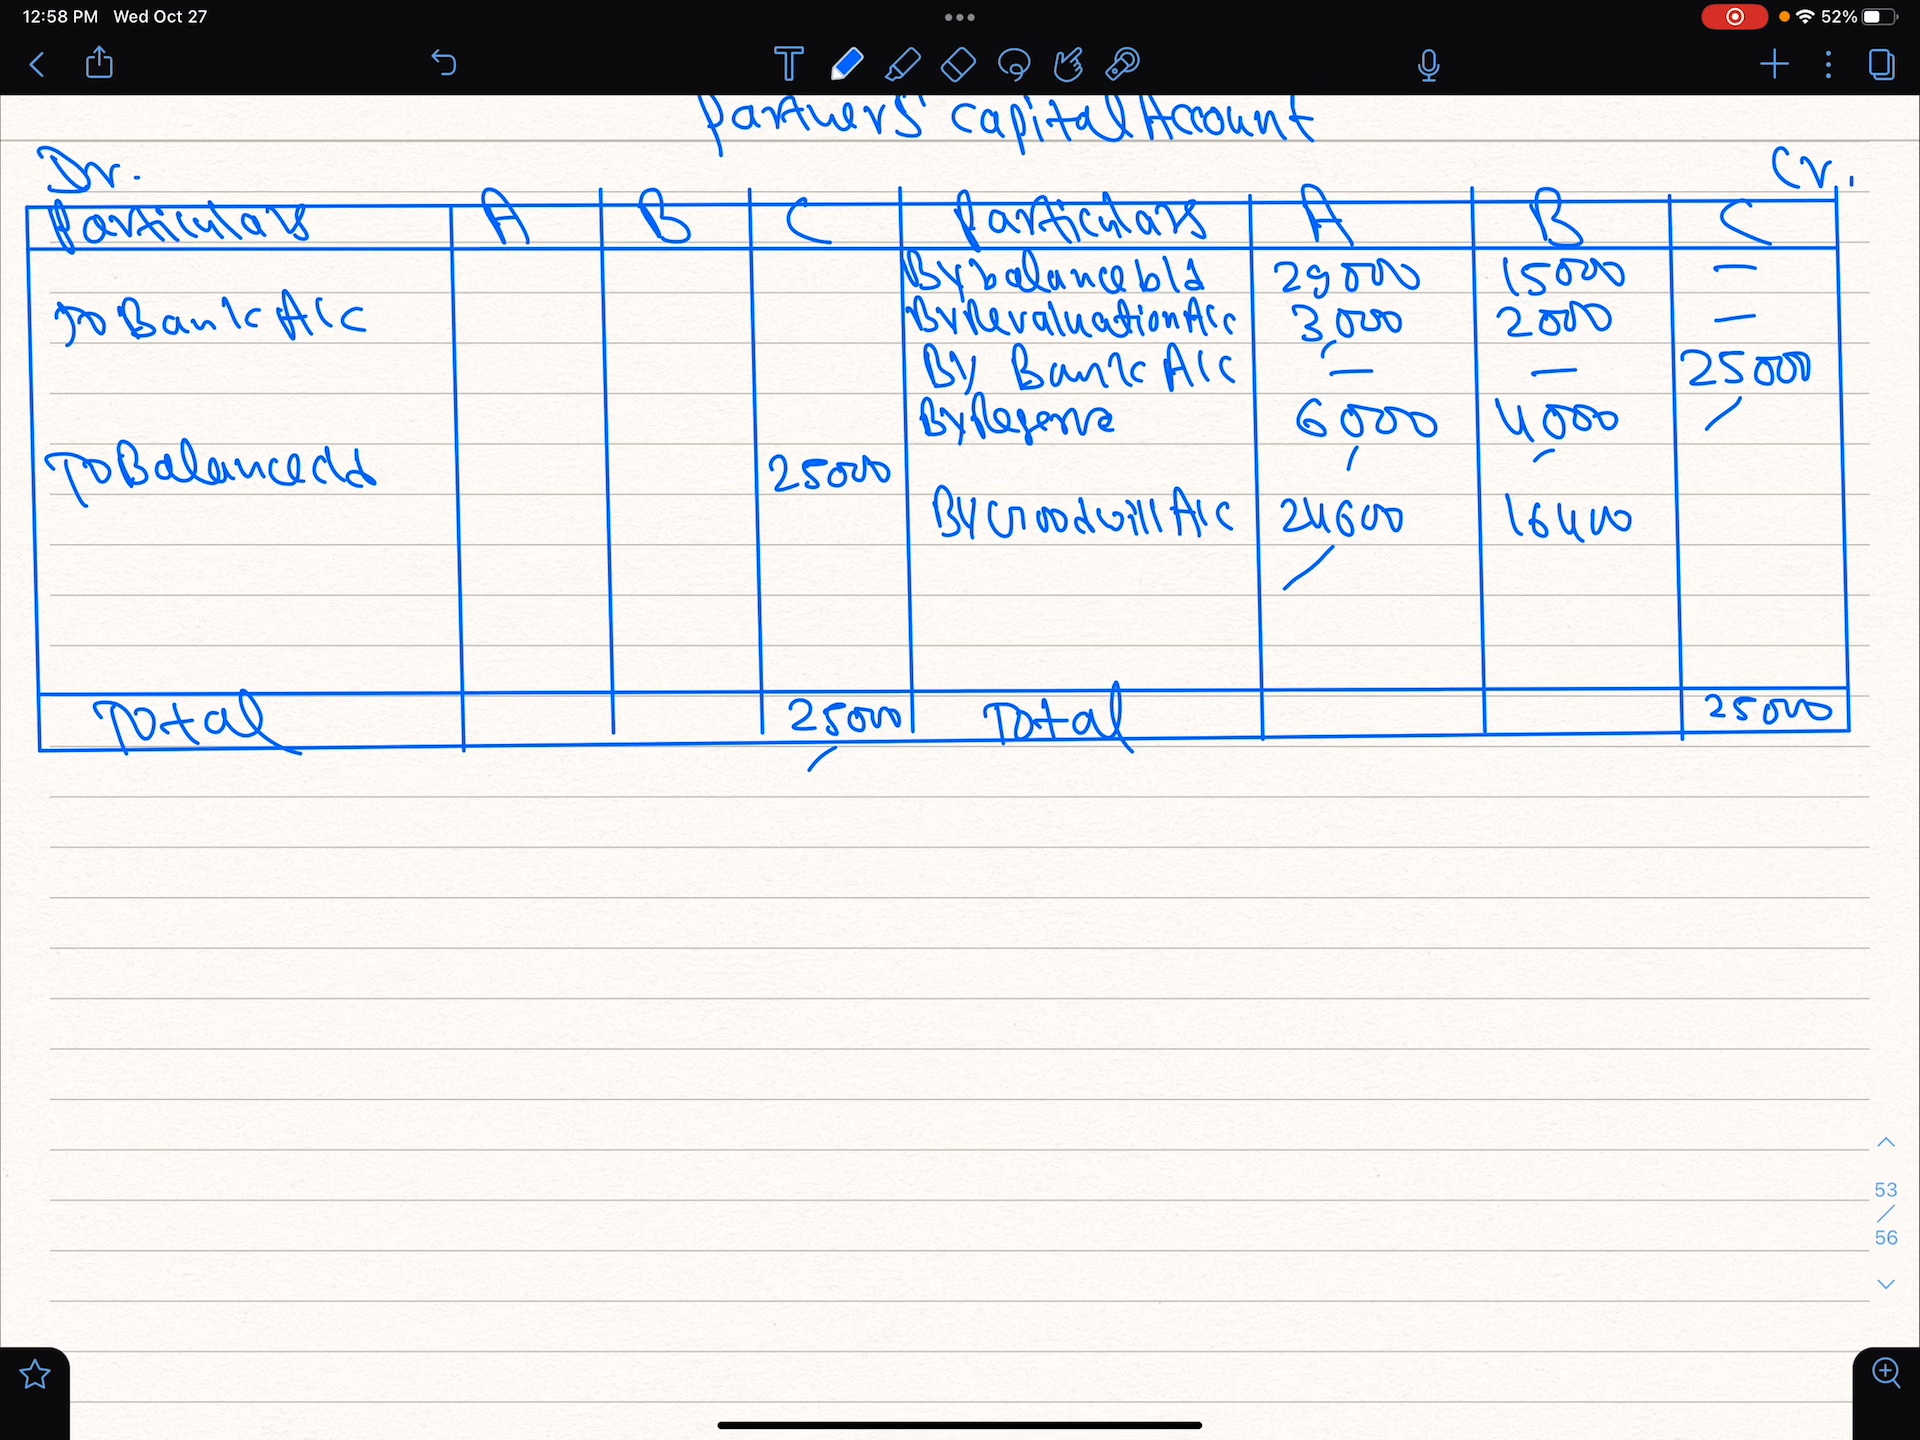 12:58 PM Wed Oct 27
52%
Partners' Capital Account
Dr. Cr.
Particulars A B C Particulars A B C
By balance b/d 29000 15000 —
To Bank A/c By Revaluation A/c 3,000 2000 —
By Bank A/c — — 25000
By Reserve 6000 4000
To Balance c/d 25000
By Goodwill A/c 24600 16400
Total 25000 Total 25000
53
/
56